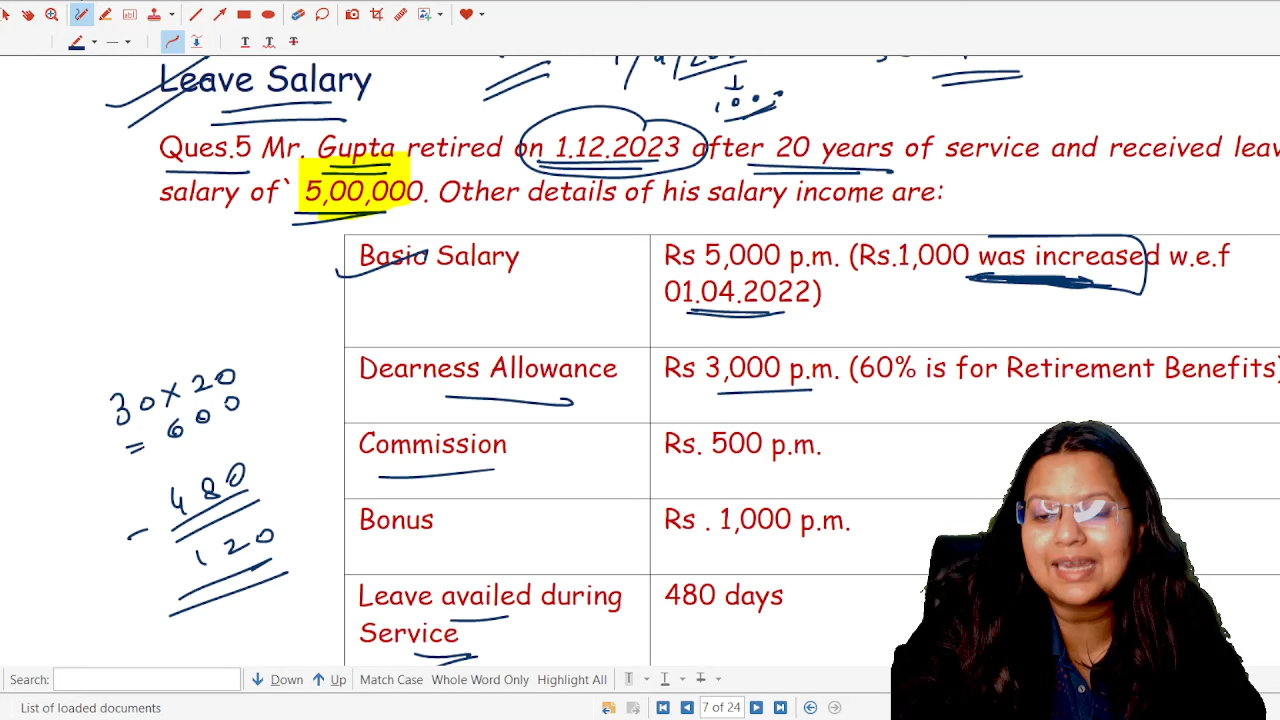 Leave Salary
Ques.5 Mr. Gupta retired on 1.12.2023 after 20 years of service and received leav
salary of` 5,00,000. Other details of his salary income are:
Basic Salary
Rs 5,000 p.m. (Rs.1,000 was increased w.e.f
01.04.2022)
Dearness Allowance
Rs 3,000 p.m. (60% is for Retirement Benefits)
30 x 20
= 600
Commission
Rs. 500 p.m.
- 480
Bonus
Rs . 1,000 p.m.
120
Leave availed during
Service
480 days
Search:
Down
Up
Match Case
Whole Word Only
Highlight All
T
T
T
List of loaded documents
7 of 24